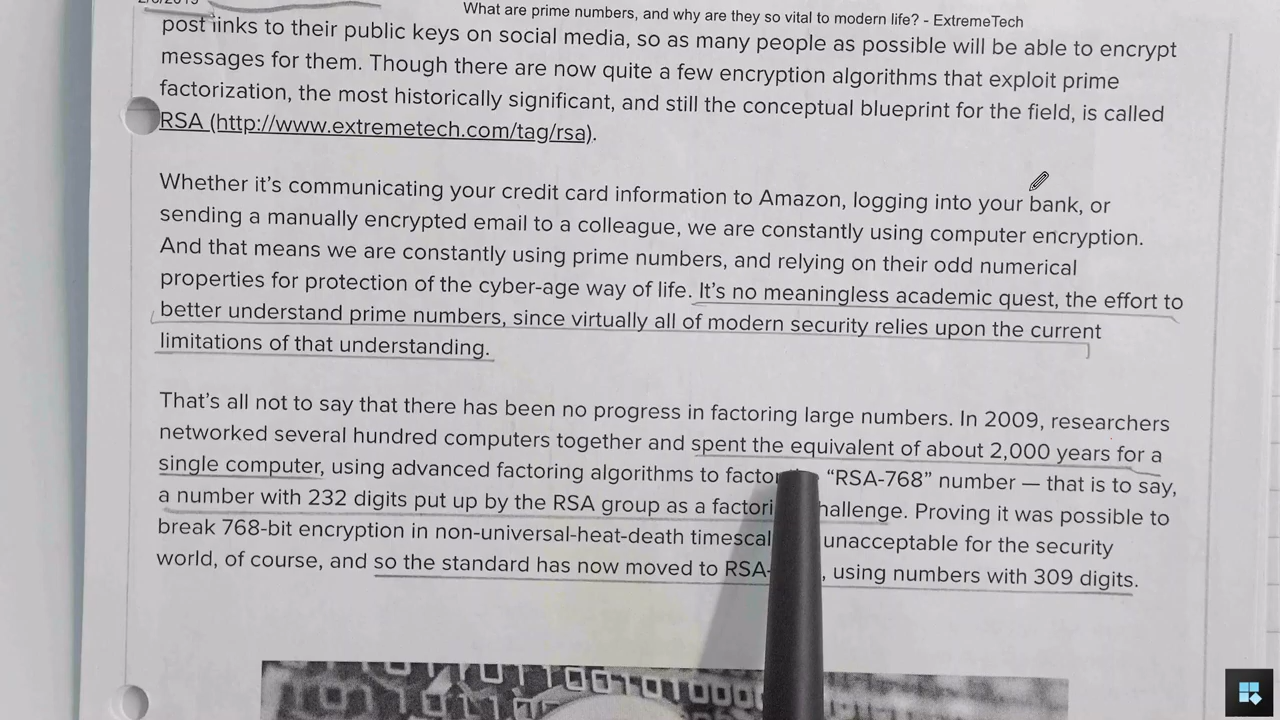 What are prime numbers, and why are they so vital to modern life? - ExtremeTech
post links to their public keys on social media, so as many people as possible will be able to encrypt
messages for them. Though there are now quite a few encryption algorithms that exploit prime
factorization, the most historically significant, and still the conceptual blueprint for the field, is called
RSA (http://www.extremetech.com/tag/rsa).
Whether it's communicating your credit card information to Amazon, logging into your bank, or
sending a manually encrypted email to a colleague, we are constantly using computer encryption.
And that means we are constantly using prime numbers, and relying on their odd numerical
properties for protection of the cyber-age way of life. It's no meaningless academic quest, the effort to
better understand prime numbers, since virtually all of modern security relies upon the current
limitations of that understanding.
That's all not to say that there has been no progress in factoring large numbers. In 2009, researchers
networked several hundred computers together and spent the equivalent of about 2,000 years for a
single computer, using advanced factoring algorithms to factor "RSA-768" number — that is to say,
a number with 232 digits put up by the RSA group as a factori hallenge. Proving it was possible to
break 768-bit encryption in non-universal-heat-death timescal unacceptable for the security
world, of course, and so the standard has now moved to RSA- , using numbers with 309 digits.